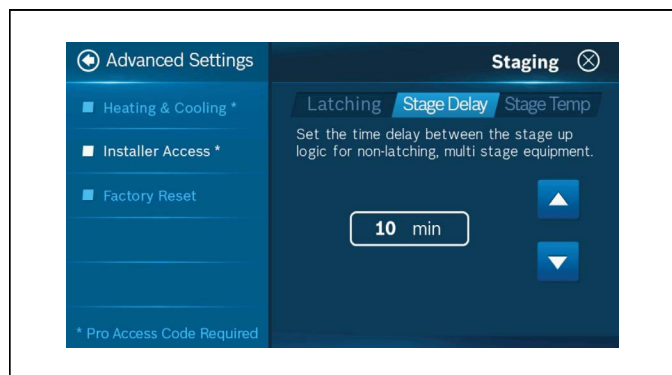 Advanced Settings
Heating & Cooling *
Installer Access *
Factory Reset
* Pro Access Code Required
Staging
Latching Stage Delay Stage Temp
Set the time delay between the stage up
logic for non-latching, multi stage equipment.
10 min